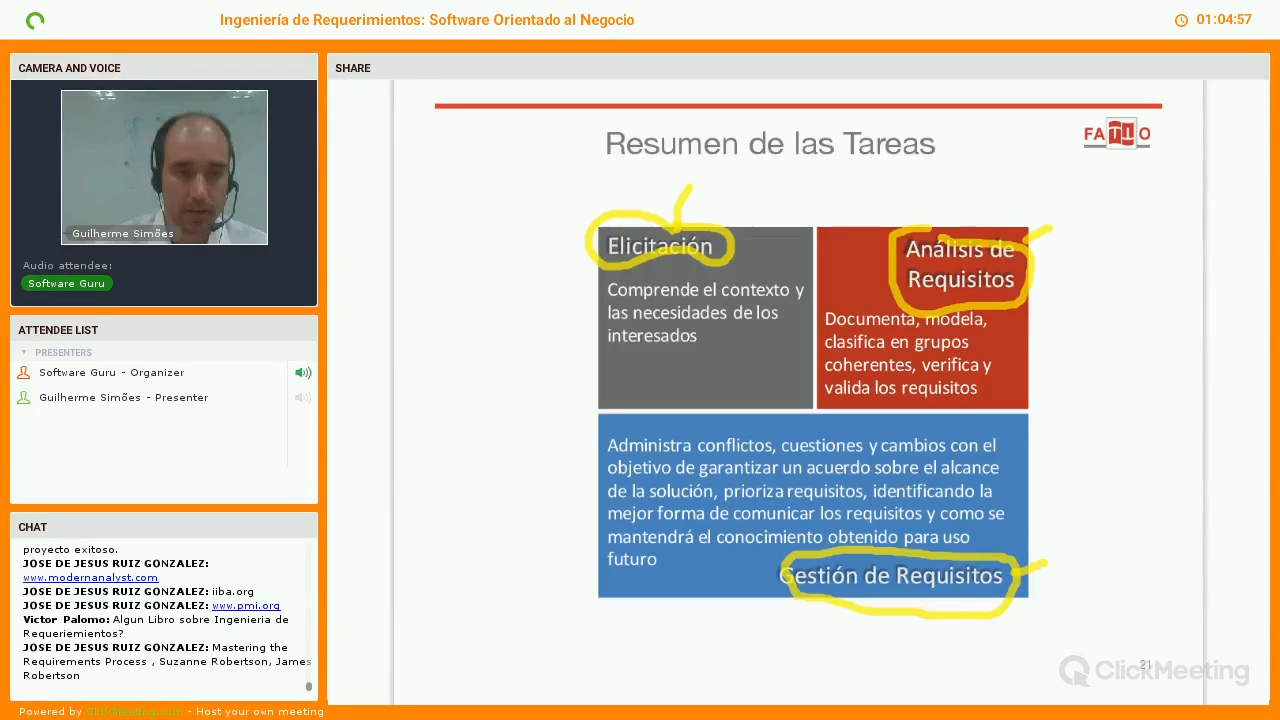 Ingeniería de Requerimientos: Software Orientado al Negocio
01:04:57
CAMERA AND VOICE
Guilherme Simões
Audio attendee:
Software Guru
ATTENDEE LIST
PRESENTERS
Software Guru - Organizer
Guilherme Simões - Presenter
CHAT
proyecto exitoso.
JOSE DE JESUS RUIZ GONZALEZ:
www.modernanalyst.com
JOSE DE JESUS RUIZ GONZALEZ: iiba.org
JOSE DE JESUS RUIZ GONZALEZ: www.pmi.org
Victor Palomo: Algun Libro sobre Ingenieria de
Requeriemientos?
JOSE DE JESUS RUIZ GONZALEZ: Mastering the
Requirements Process , Suzanne Robertson, James
Robertson
Powered by ClickMeeting.com - Host your own meeting
SHARE
Resumen de las Tareas
FATTO
Elicitación
Comprende el contexto y
las necesidades de los
interesados
Análisis de
Requisitos
Documenta, modela,
clasifica en grupos
coherentes, verifica y
valida los requisitos
Administra conflictos, cuestiones y cambios con el
objetivo de garantizar un acuerdo sobre el alcance
de la solución, prioriza requisitos, identificando la
mejor forma de comunicar los requisitos y como se
mantendrá el conocimiento obtenido para uso
futuro
Gestión de Requisitos
21
ClickMeeting